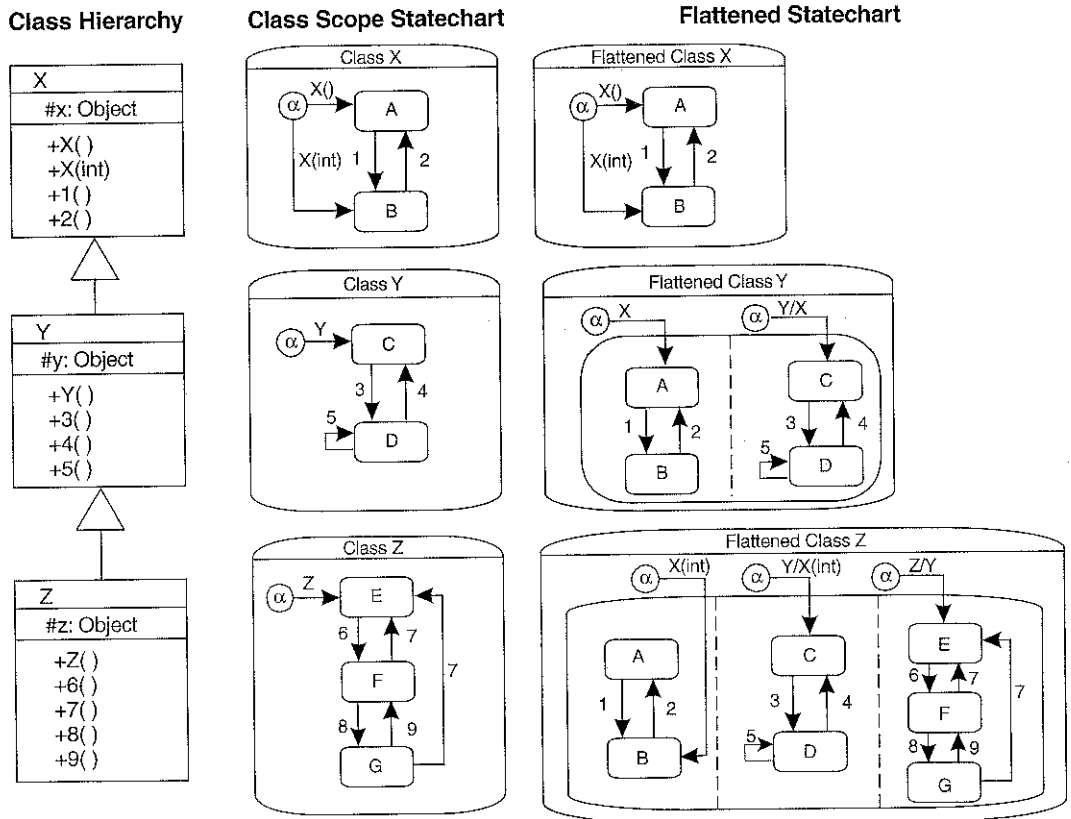 Class Hierarchy
Class Scope Statechart
Flattened Statechart
X
#x: Object
+X()
+X(int)
+1()
+2( )
Y
#y: Object
+Y()
+3( )
+4( )
+5( )
Z
#z: Object
+Z()
+6( )
+7( )
+8( )
+9( )
Class X
α
X()
A
X(int)
1
2
B
Flattened Class X
α
X()
A
X(int)
1
2
B
Class Y
α
Y
C
3
4
5
D
Flattened Class Y
α
X
α
Y/X
A
C
1
2
3
4
B
5
D
Class Z
α
Z
E
6
7
F
7
8
9
G
Flattened Class Z
α
X(int)
α
Y/X(int)
α
Z/Y
A
C
E
1
2
3
4
6
7
7
F
B
5
D
8
9
G